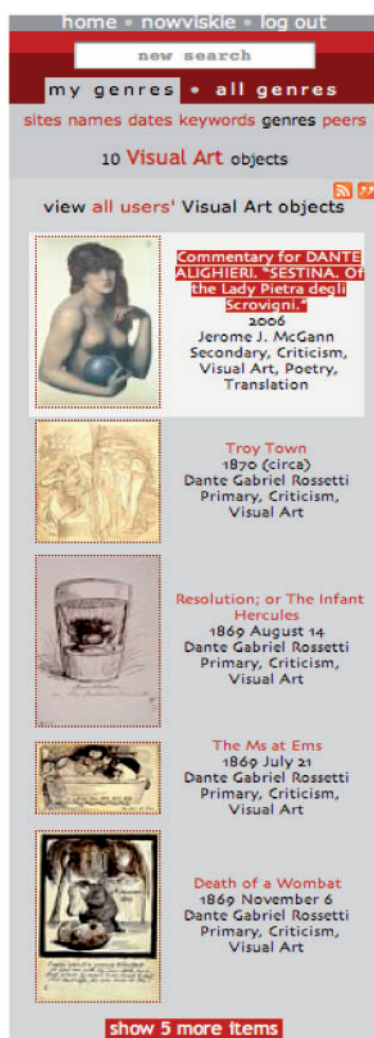 home • nowviskie • log out
new search
my genres • all genres
sites names dates keywords genres peers
10 Visual Art objects
view all users' Visual Art objects
Commentary for DANTE
ALIGHIERI. "SESTINA. Of
the Lady Pietra degli
Scrovigni."
2006
Jerome J. McGann
Secondary, Criticism,
Visual Art, Poetry,
Translation
Troy Town
1870 (circa)
Dante Gabriel Rossetti
Primary, Criticism,
Visual Art
Resolution; or The Infant
Hercules
1869 August 14
Dante Gabriel Rossetti
Primary, Criticism,
Visual Art
The Ms at Ems
1869 July 21
Dante Gabriel Rossetti
Primary, Criticism,
Visual Art
Death of a Wombat
1869 November 6
Dante Gabriel Rossetti
Primary, Criticism,
Visual Art
show 5 more items